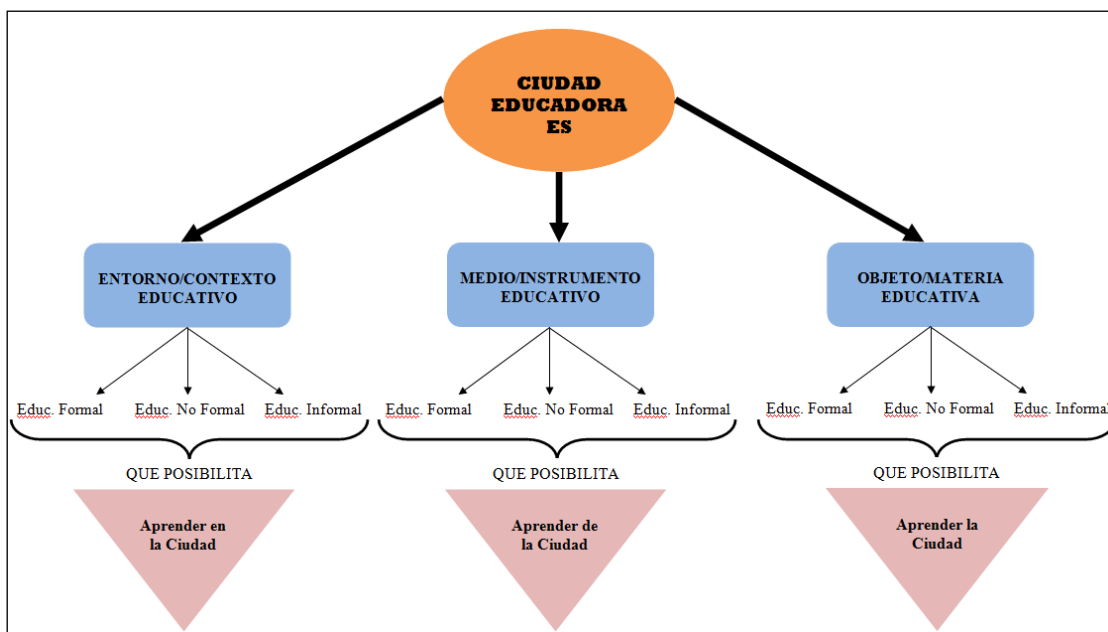 CIUDAD
EDUCADORA
ES
ENTORNO/CONTEXTO
EDUCATIVO
MEDIO/INSTRUMENTO
EDUCATIVO
OBJETO/MATERIA
EDUCATIVA
Educ. Formal
Educ. No Formal
Educ. Informal
Educ. Formal
Educ. No Formal
Educ. Informal
Educ. Formal
Educ. No Formal
Educ. Informal
QUE POSIBILITA
QUE POSIBILITA
QUE POSIBILITA
Aprender en
la Ciudad
Aprender de
la Ciudad
Aprender la
Ciudad